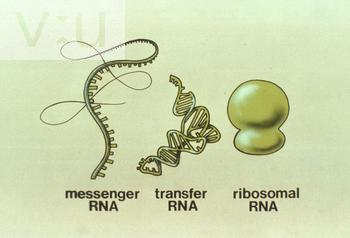 V:U
messenger RNA
transfer RNA
ribosomal RNA